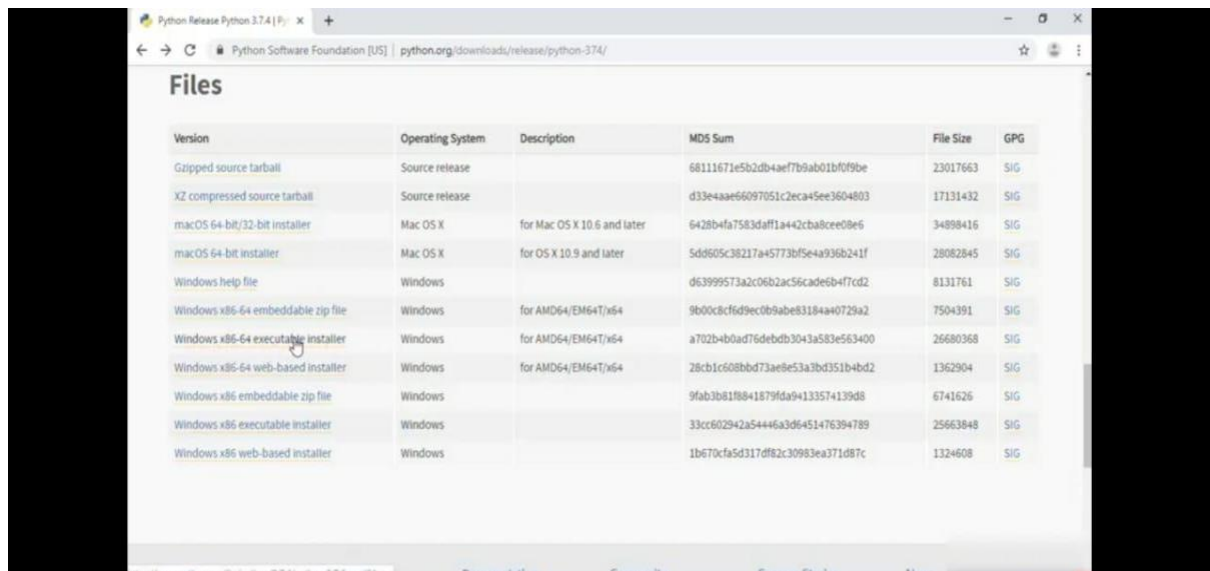 Python Release Python 3.7.4 | Py
Python Software Foundation [US] | python.org/downloads/release/python-374/
Files
Version Operating System Description MD5 Sum File Size GPG
Gzipped source tarball Source release 68111671e5b2db4aef7b9ab01bf0f9be 23017663 SIG
XZ compressed source tarball Source release d33e4aae66097051c2eca45ee3604803 17131432 SIG
macOS 64-bit/32-bit installer Mac OS X for Mac OS X 10.6 and later 6428b4fa7583daff1a442cba8cee08e6 34898416 SIG
macOS 64-bit installer Mac OS X for OS X 10.9 and later 5dd605c38217a45773bf5e4a936b241f 28082845 SIG
Windows help file Windows d63999573a2c06b2ac56cade6b4f7cd2 8131761 SIG
Windows x86-64 embeddable zip file Windows for AMD64/EM64T/x64 9b00c8cf6d9ec0b9abe83184a40729a2 7504391 SIG
Windows x86-64 executable installer Windows for AMD64/EM64T/x64 a702b4b0ad76debdb3043a583e563400 26680368 SIG
Windows x86-64 web-based installer Windows for AMD64/EM64T/x64 28cb1c608bbd73ae8e53a3bd351b4bd2 1362904 SIG
Windows x86 embeddable zip file Windows 9fab3b81f8841879fda94133574139d8 6741626 SIG
Windows x86 executable installer Windows 33cc602942a54446a3d6451476394789 25663848 SIG
Windows x86 web-based installer Windows 1b670cfa5d317df82c30983ea371d87c 1324608 SIG